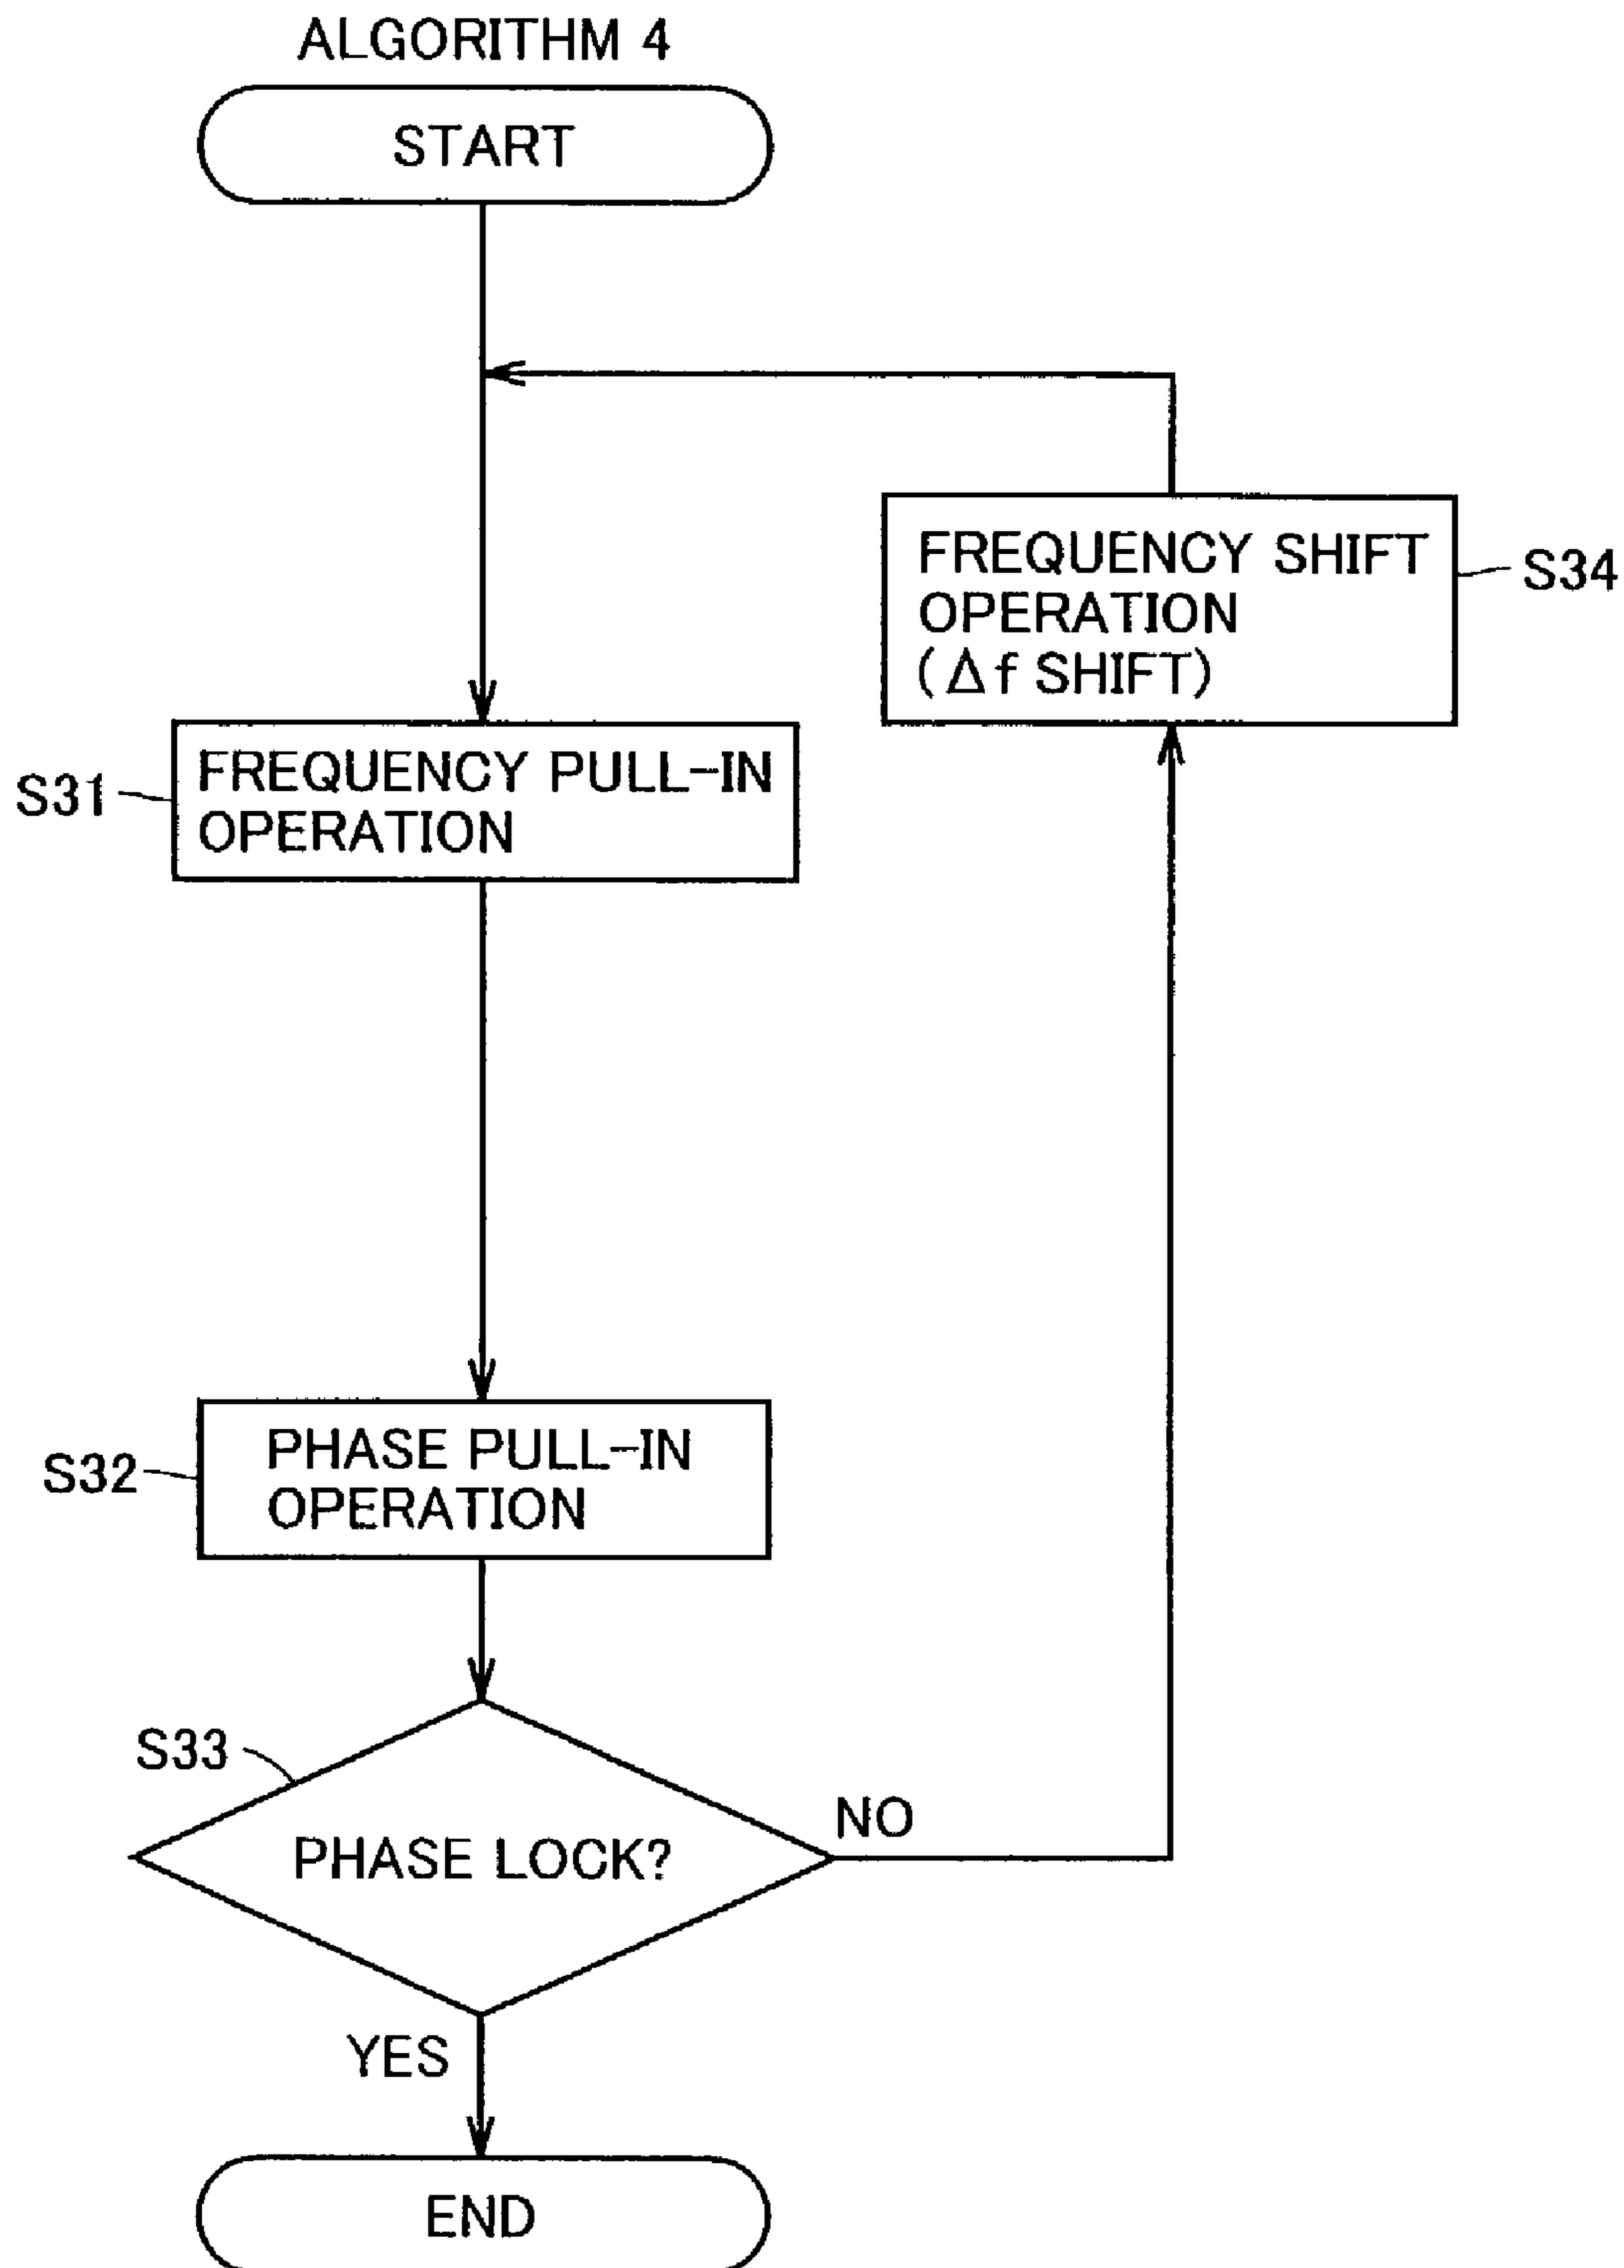 ALGORITHM 4
START
FREQUENCY SHIFT
OPERATION
(Δf SHIFT)
S34
S31
FREQUENCY PULL-IN
OPERATION
S32
PHASE PULL-IN
OPERATION
S33
PHASE LOCK?
NO
YES
END